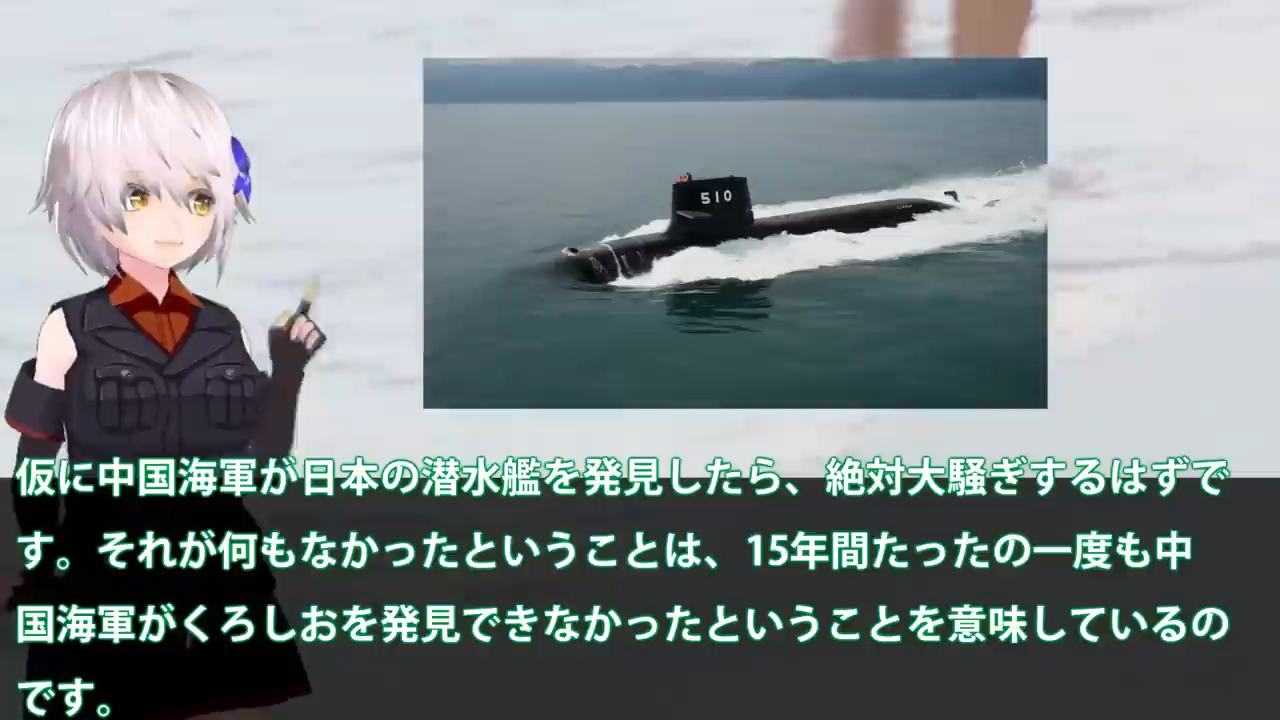 510
仮に中国海軍が日本の潜水艦を発見したら、絶対大騒ぎするはずで
す。それが何もなかったということは、15年間たったの一度も中
国海軍がくろしおを発見できなかったということを意味しているの
です。